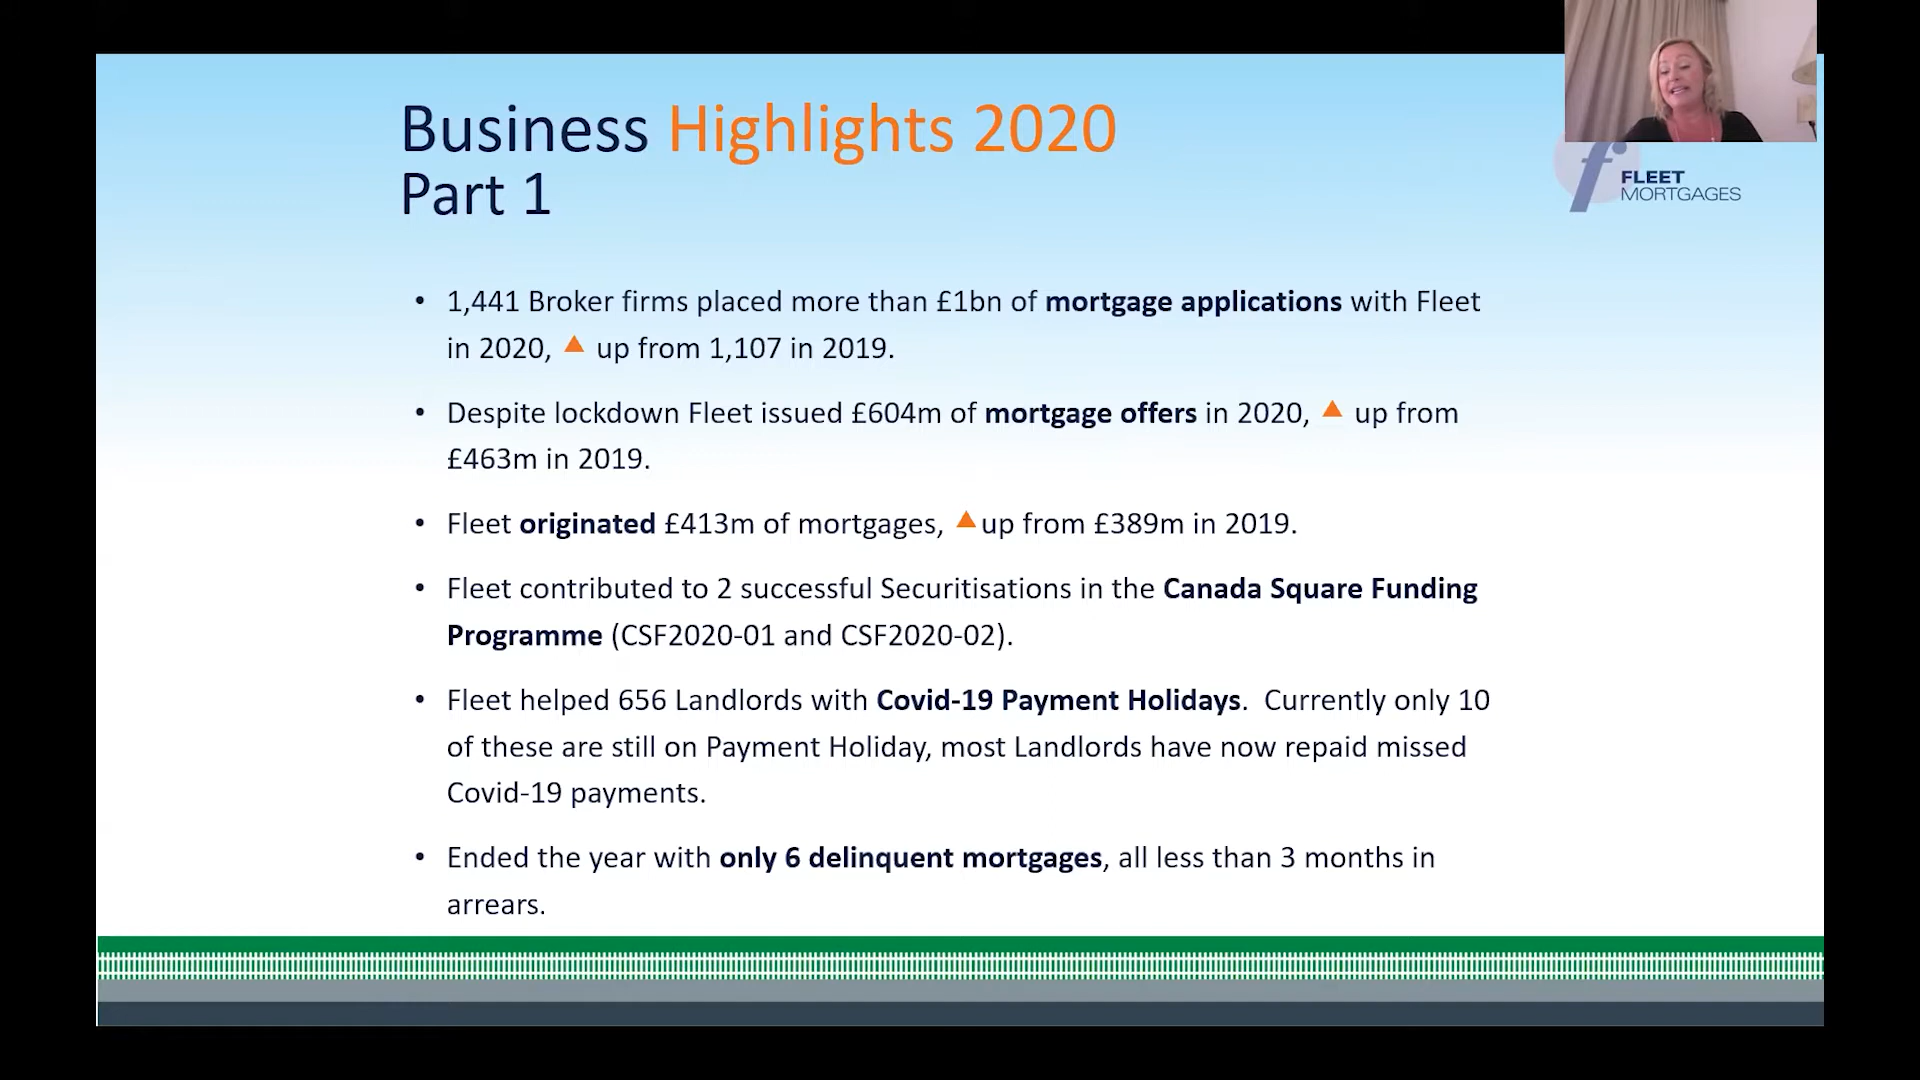 Business Highlights 2020
Part 1
FLEET
MORTGAGES
• 1,441 Broker firms placed more than £1bn of mortgage applications with Fleet
in 2020, ▲ up from 1,107 in 2019.
• Despite lockdown Fleet issued £604m of mortgage offers in 2020, ▲ up from
£463m in 2019.
• Fleet originated £413m of mortgages, ▲up from £389m in 2019.
• Fleet contributed to 2 successful Securitisations in the Canada Square Funding
Programme (CSF2020-01 and CSF2020-02).
• Fleet helped 656 Landlords with Covid-19 Payment Holidays.  Currently only 10
of these are still on Payment Holiday, most Landlords have now repaid missed
Covid-19 payments.
• Ended the year with only 6 delinquent mortgages, all less than 3 months in
arrears.